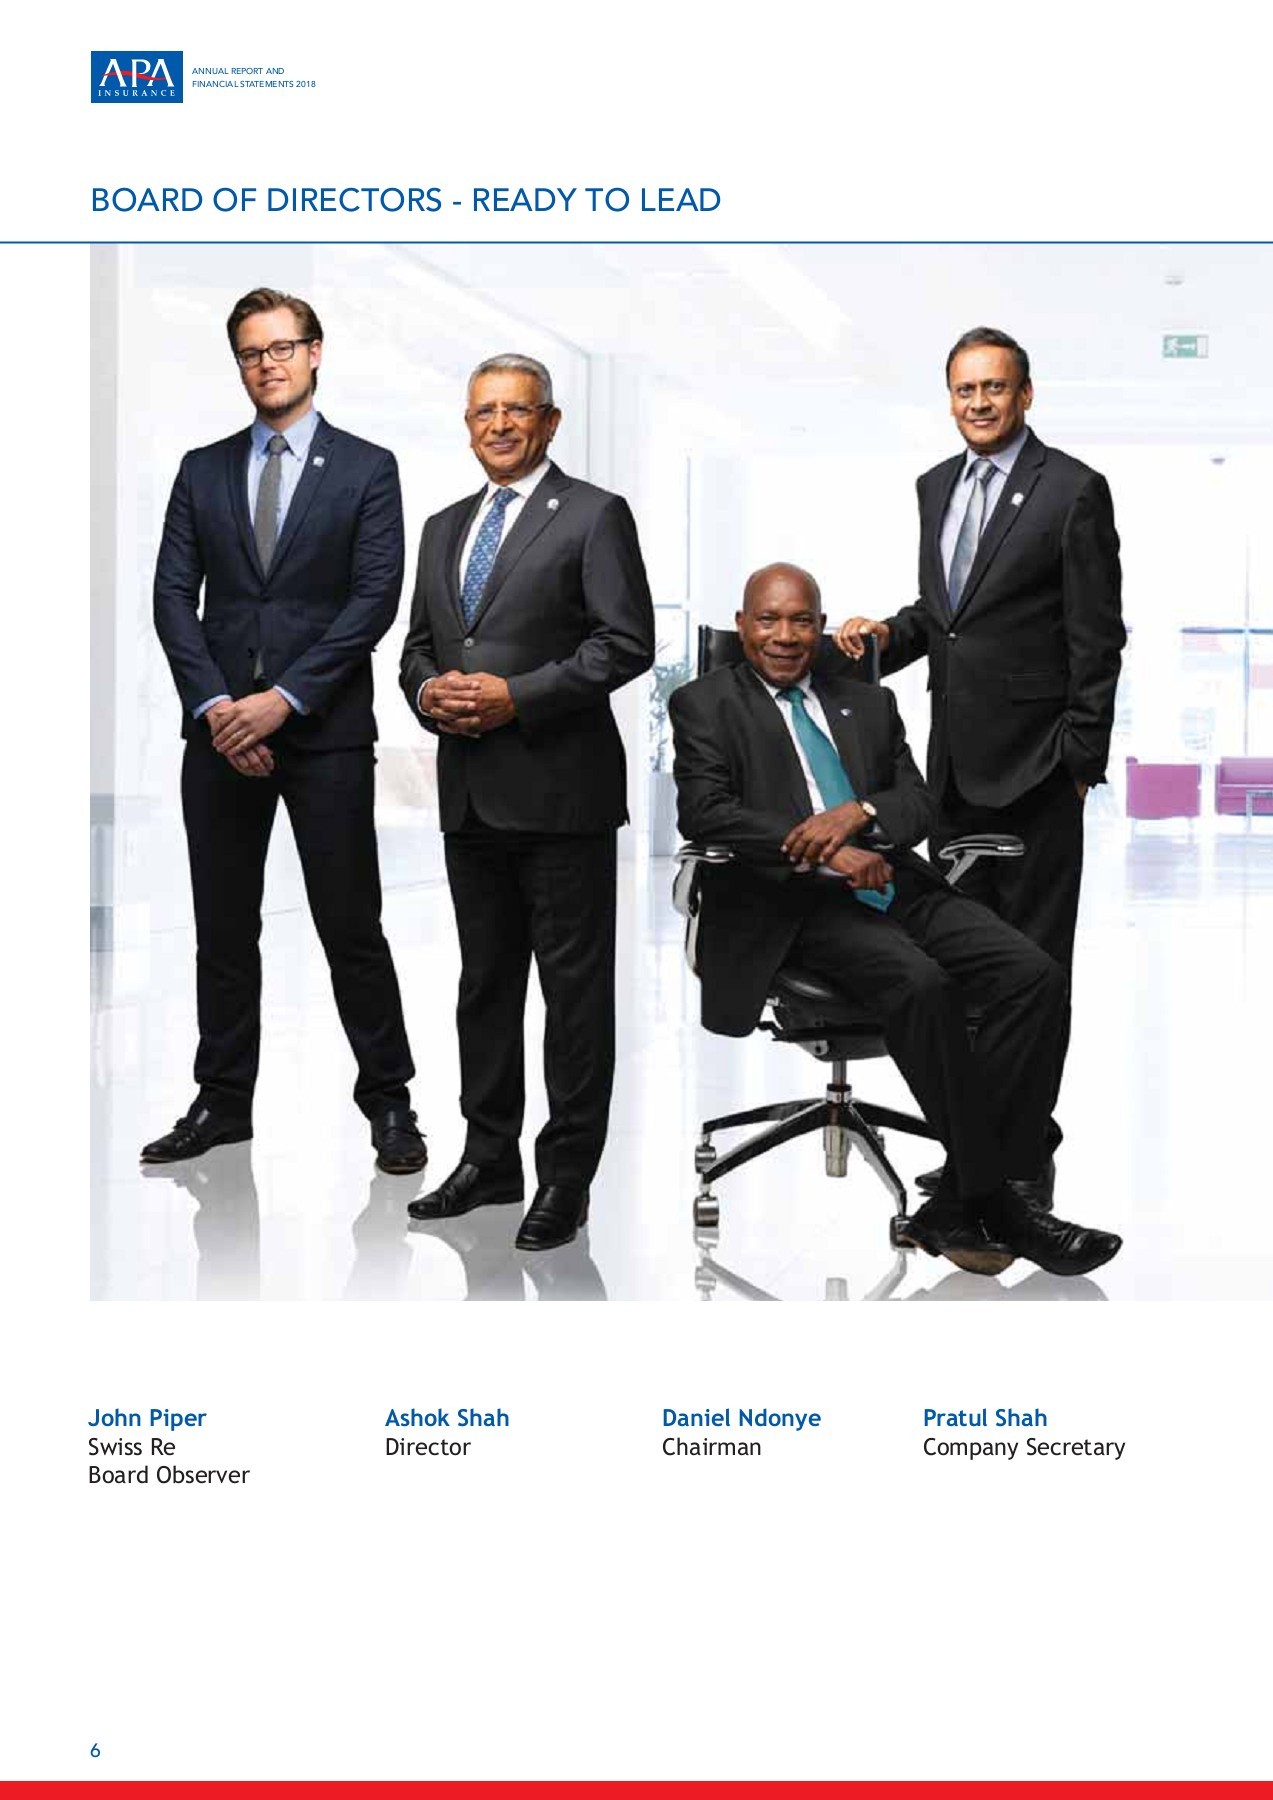 APA
INSURANCE
ANNUAL REPORT AND
FINANCIAL STATEMENTS 2018
BOARD OF DIRECTORS - READY TO LEAD
John Piper
Swiss Re
Board Observer
Ashok Shah
Director
Daniel Ndonye
Chairman
Pratul Shah
Company Secretary
6